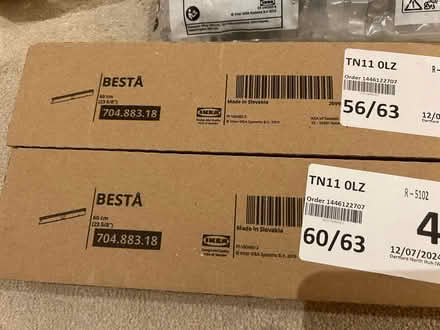 TN11 0LZ
Order 1446122707
56/63
12/0
R-
BESTÅ
60 cm
(23 5/8")
704.883.18
IKEA
Made in Slovakia
TN11 0LZ
Order 1446122707
60/63
R-5102
4
12/07/2024
BESTÅ
60 cm
(23 5/8")
704.883.18
IKEA
Made in Slovakia